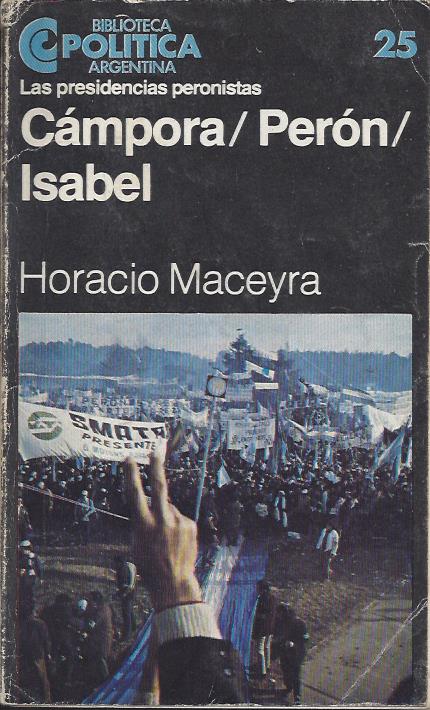 BIBLIOTECA
POLITICA
ARGENTINA
25
Las presidencias peronistas
Cámpora/ Perón/
Isabel
Horacio Maceyra
SMATA
PRESENTE